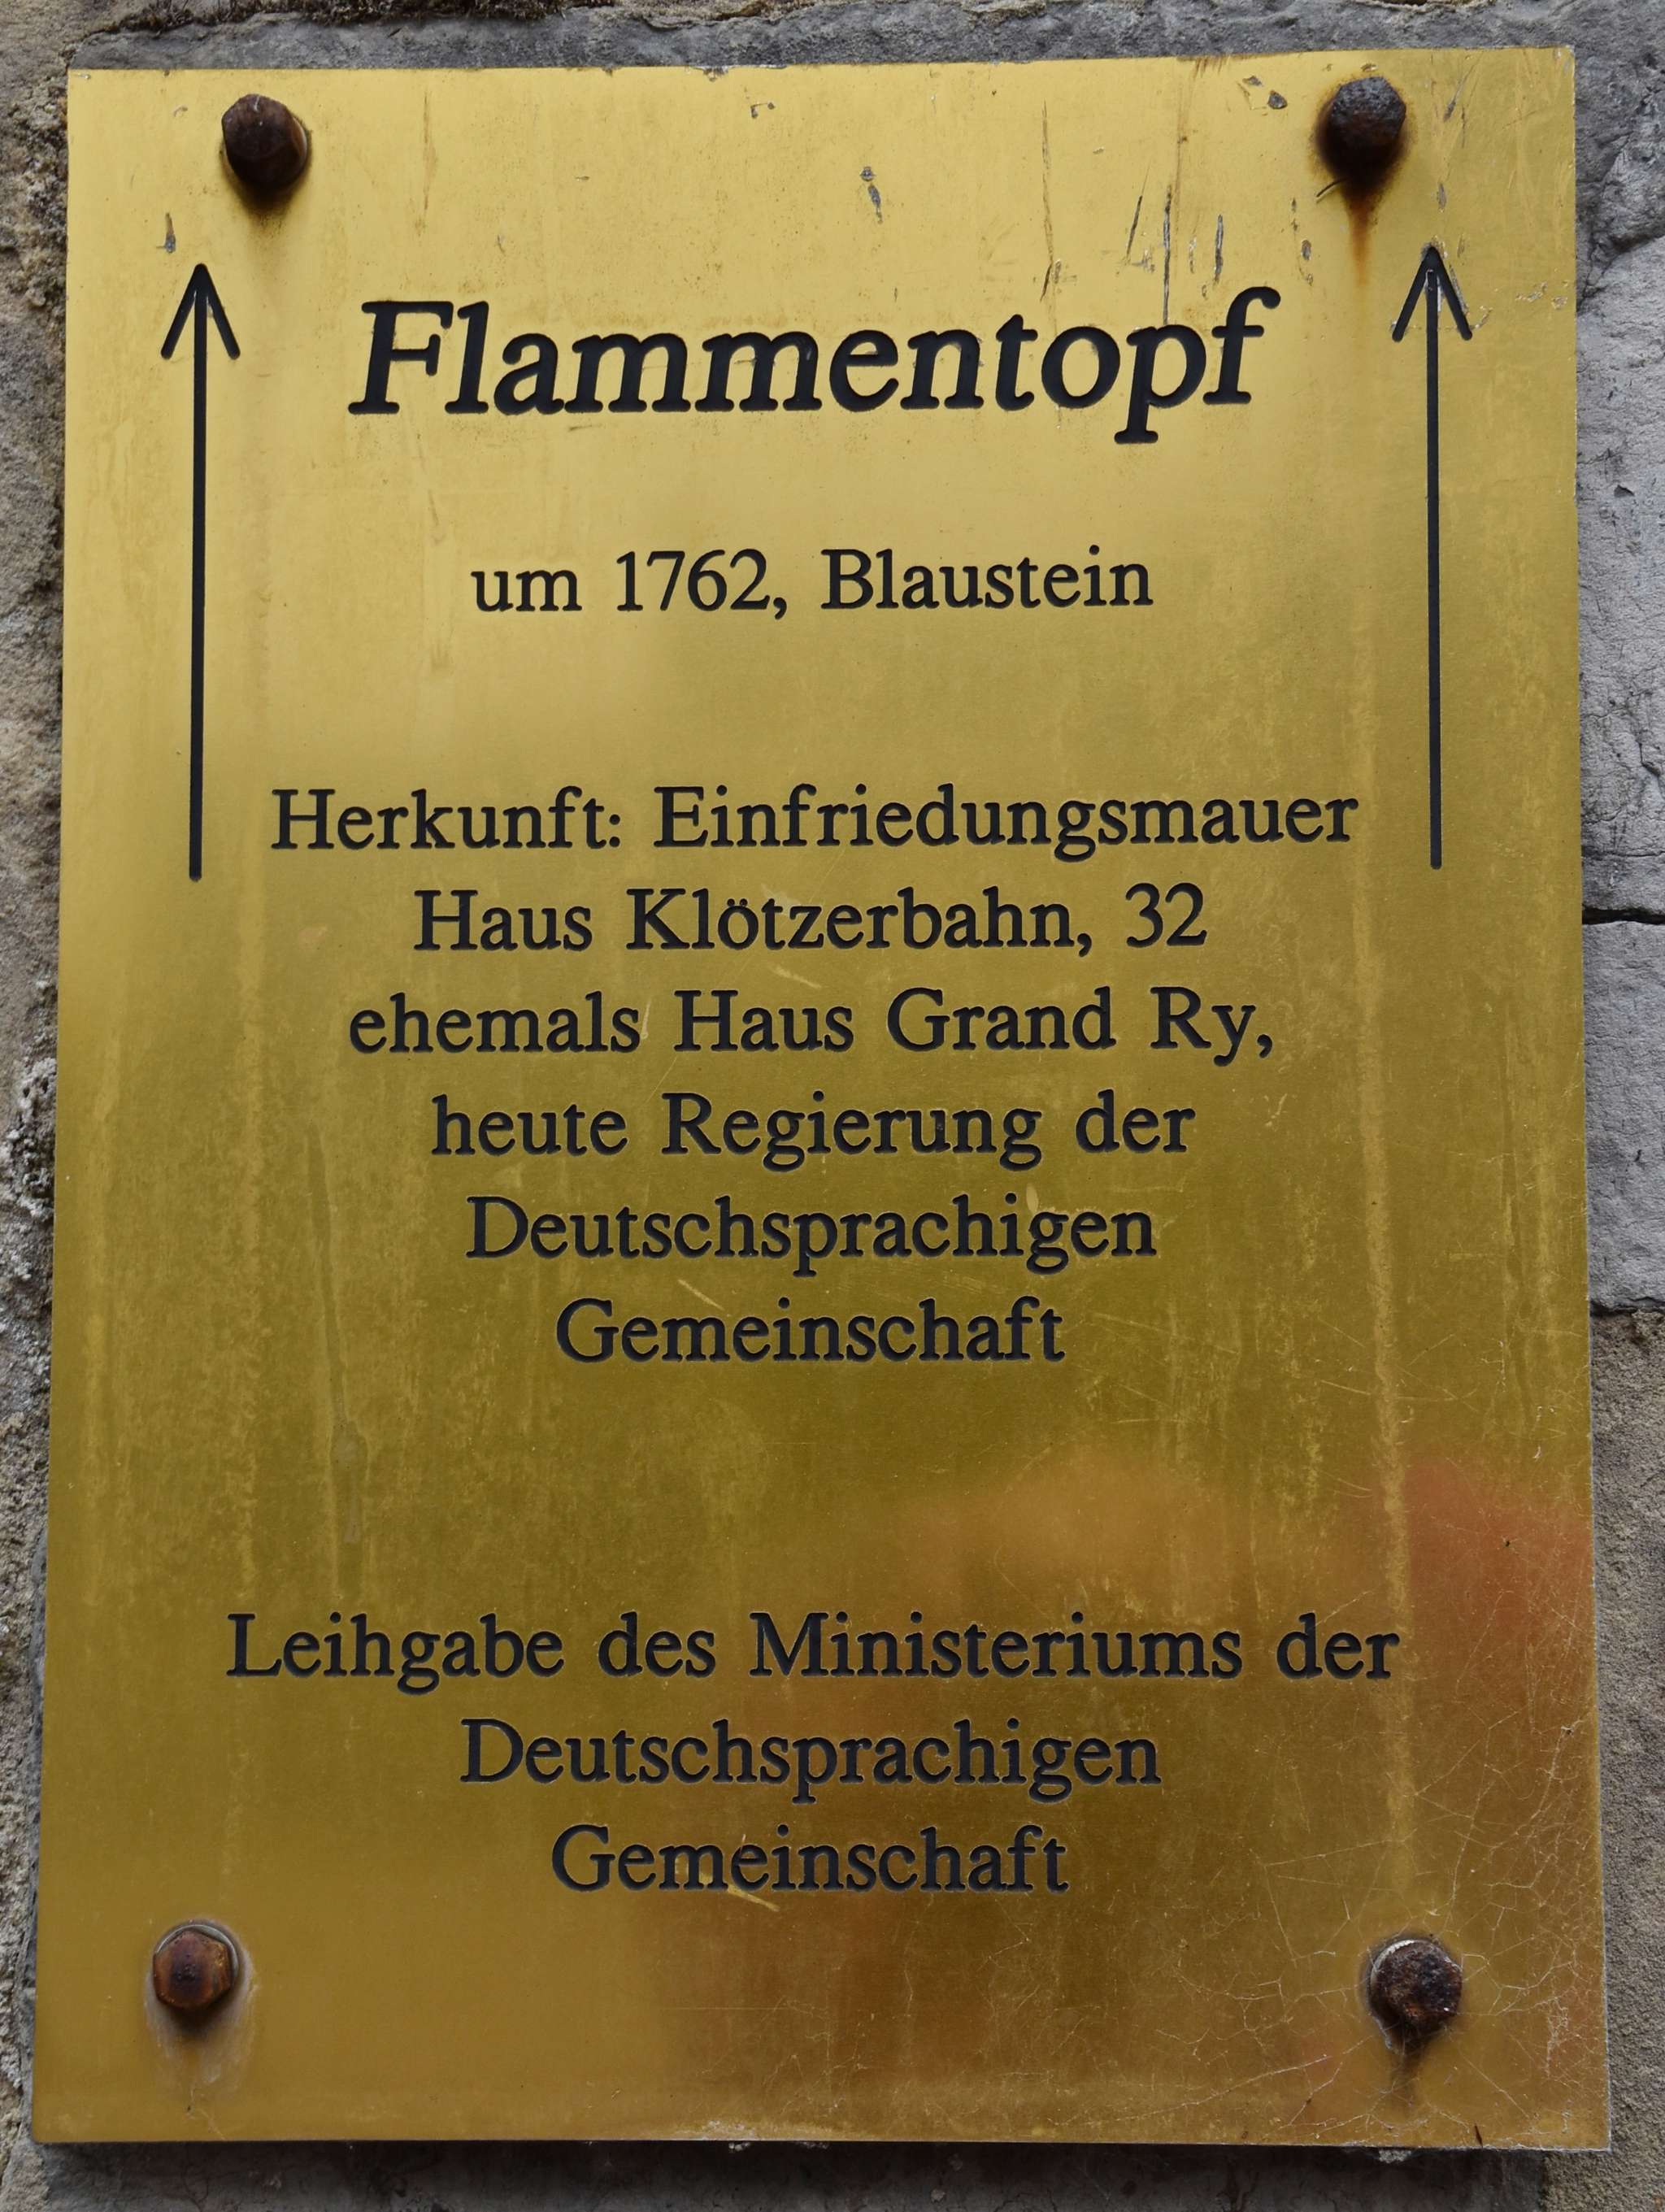 Flammentopf
um 1762, Blaustein
Herkunft: Einfriedungsmauer
Haus Klötzerbahn, 32
ehemals Haus Grand Ry,
heute Regierung der
Deutschsprachigen
Gemeinschaft
Leihgabe des Ministeriums der
Deutschsprachigen
Gemeinschaft